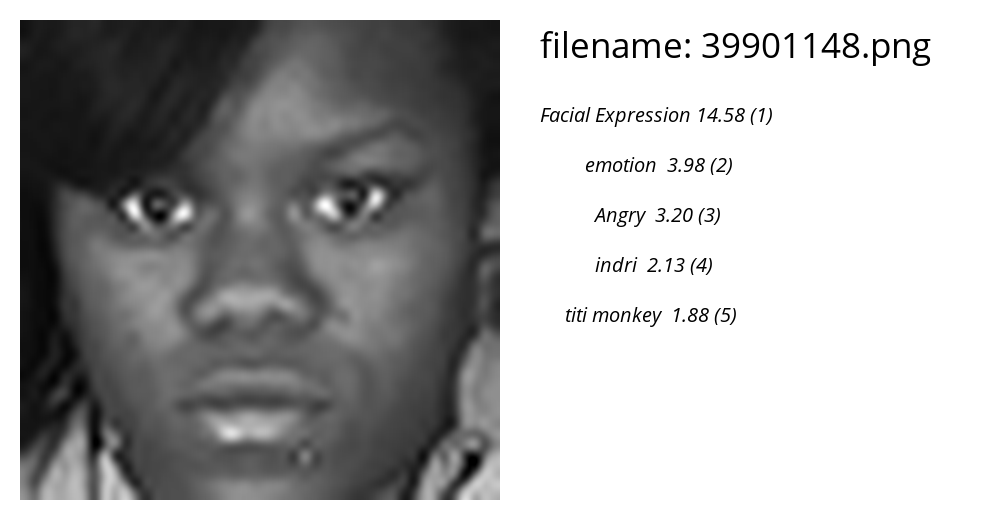 filename: 39901148.png
Facial Expression 14.58 (1)
emotion 3.98 (2)
Angry 3.20 (3)
indri 2.13 (4)
titi monkey 1.88 (5)